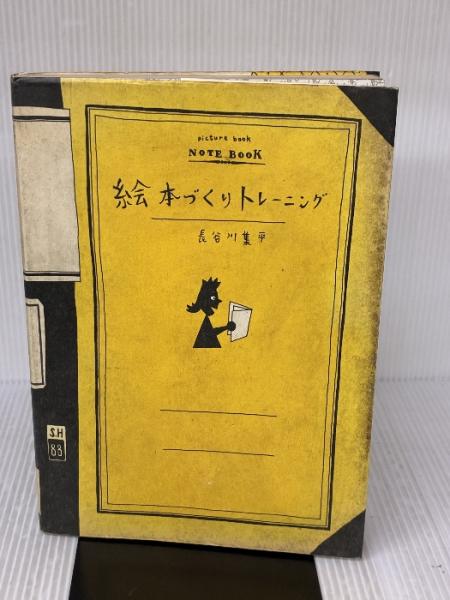 picture book
NOTE BOOK
絵本づくりトレーニング
長谷川集平
S.H
83